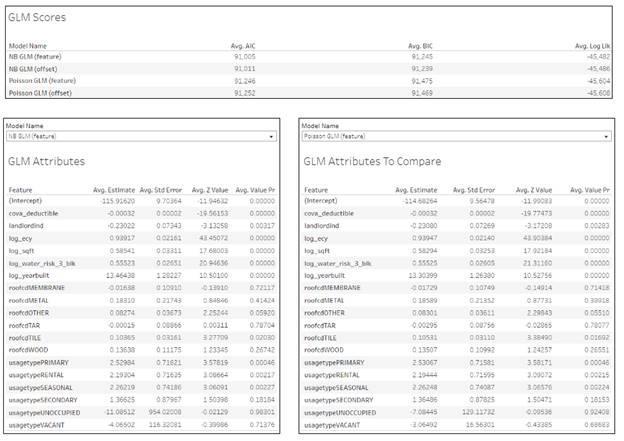 GLM Scores
Model Name Avg. AIC Avg. BIC Avg. Log Lik
NB GLM (feature) 91,005 91,245 -45,482
NB GLM (offset) 91,011 91,239 -45,486
Poisson GLM (feature) 91,246 91,475 -45,604
Poisson GLM (offset) 91,252 91,469 -45,608
Model Name
NB GLM (feature)
GLM Attributes
Feature Avg. Estimate Avg. Std Error Avg. Z Value Avg. Value Pr
(Intercept) -115.91620 9.70364 -11.94632 0.00000
cova_deductible -0.00032 0.00002 -19.56153 0.00000
landlordind -0.23022 0.07343 -3.13258 0.00317
log_ecy 0.93917 0.02161 43.45072 0.00000
log_sqft 0.58541 0.03311 17.68003 0.00000
log_water_risk_3_blk 0.55523 0.02651 20.94636 0.00000
log_yearbuilt 13.46438 1.28227 10.50100 0.00000
roofcdMEMBRANE -0.01638 0.10910 -0.13910 0.72117
roofcdMETAL 0.18310 0.21743 0.84846 0.41424
roofcdOTHER 0.08274 0.03673 2.25244 0.05920
roofcdTAR -0.00015 0.08866 0.00311 0.78704
roofcdTILE 0.10365 0.03161 3.27709 0.02030
roofcdWOOD 0.13638 0.11175 1.23345 0.26742
usagetypePRIMARY 2.52984 0.71621 3.57819 0.00046
usagetypeRENTAL 2.19304 0.71635 3.08664 0.00217
usagetypeSEASONAL 2.26219 0.74186 3.06091 0.00227
usagetypeSECONDARY 1.36625 0.87967 1.50398 0.18184
usagetypeUNOCCUPIED -11.08512 954.02008 -0.02129 0.98301
usagetypeVACANT -4.06502 116.32081 -0.39986 0.71376
Model Name
Poisson GLM (feature)
GLM Attributes To Compare
Feature Avg. Estimate Avg. Std Error Avg. Z Value Avg. Value Pr
(Intercept) -114.68264 9.56478 -11.99083 0.00000
cova_deductible -0.00032 0.00002 -19.77473 0.00000
landlordind -0.23080 0.07269 -3.17208 0.00283
log_ecy 0.93947 0.02140 43.90384 0.00000
log_sqft 0.58294 0.03258 17.92184 0.00000
log_water_risk_3_blk 0.55525 0.02605 21.31160 0.00000
log_yearbuilt 13.30399 1.26380 10.52756 0.00000
roofcdMEMBRANE -0.01729 0.10749 -0.14914 0.71418
roofcdMETAL 0.18589 0.21352 0.87731 0.39918
roofcdOTHER 0.08301 0.03611 2.29843 0.05510
roofcdTAR -0.00295 0.08756 -0.02865 0.78077
roofcdTILE 0.10531 0.03110 3.38490 0.01692
roofcdWOOD 0.13507 0.10992 1.24257 0.26551
usagetypePRIMARY 2.53067 0.71581 3.58171 0.00046
usagetypeRENTAL 2.19444 0.71595 3.09072 0.00215
usagetypeSEASONAL 2.26248 0.74087 3.06576 0.00224
usagetypeSECONDARY 1.36486 0.87825 1.50471 0.18153
usagetypeUNOCCUPIED -7.08445 129.11732 -0.09536 0.92408
usagetypeVACANT -3.06492 16.56301 -0.43385 0.68683